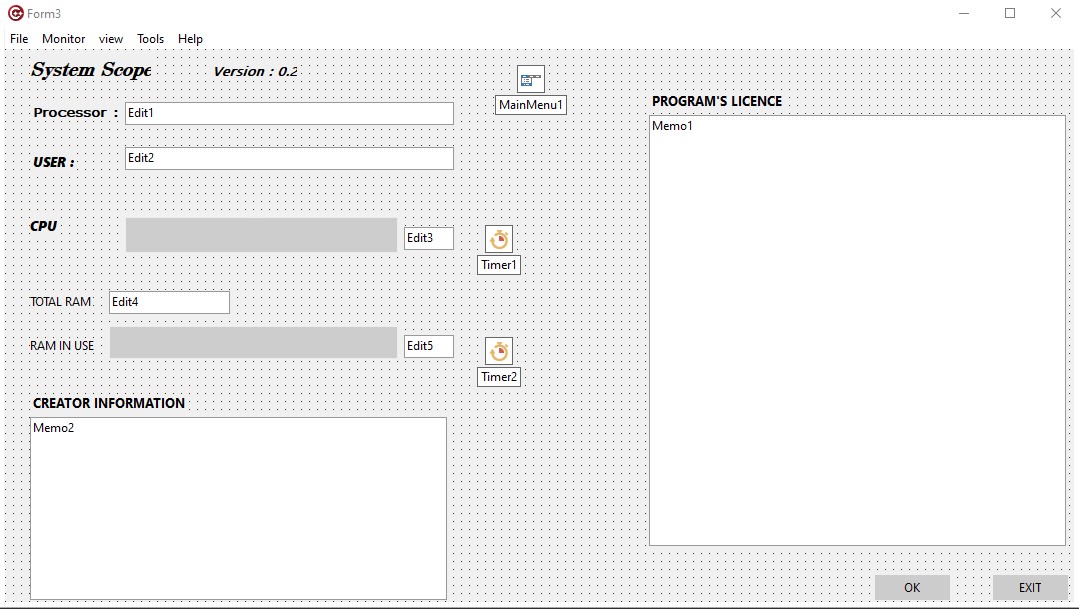 Form3
File Monitor view Tools Help
System Scope Version : 0.2
MainMenu1
Processor : Edit1
USER : Edit2
CPU Edit3
Timer1
TOTAL RAM Edit4
RAM IN USE Edit5
Timer2
CREATOR INFORMATION
Memo2
PROGRAM'S LICENCE
Memo1
OK EXIT